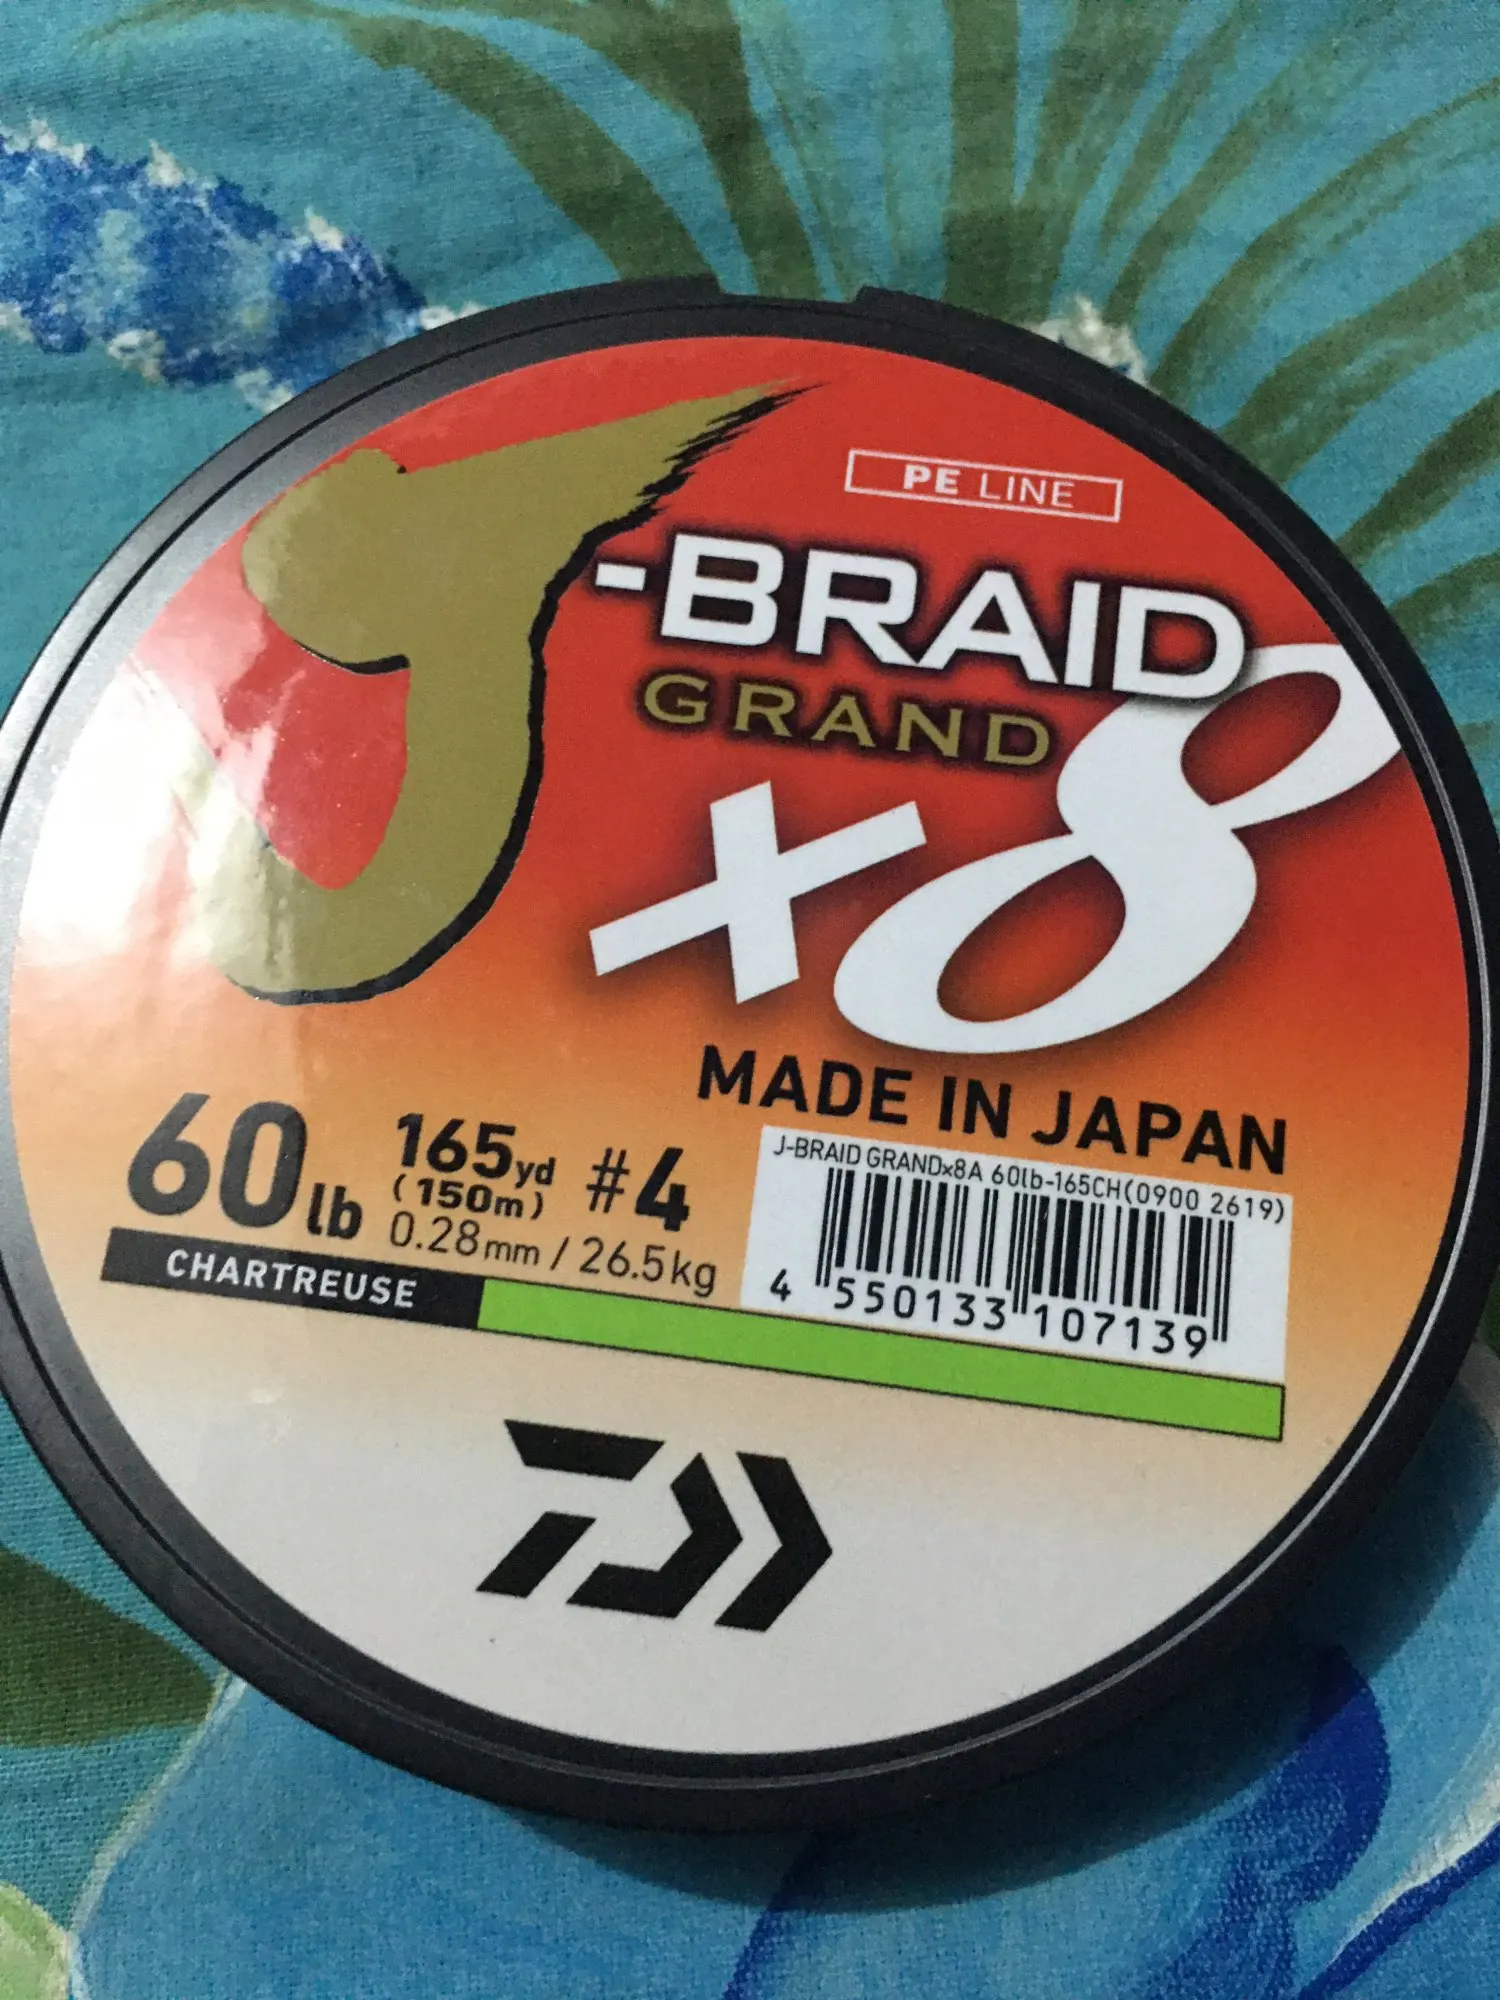 PE LINE
J-BRAID
GRAND
x8
MADE IN JAPAN
60lb
165yd
(150m)
#4
0.28mm / 26.5kg
CHARTREUSE
J-BRAID GRANDx8A 60lb-165CH(0900 2619)
4 550133 107139